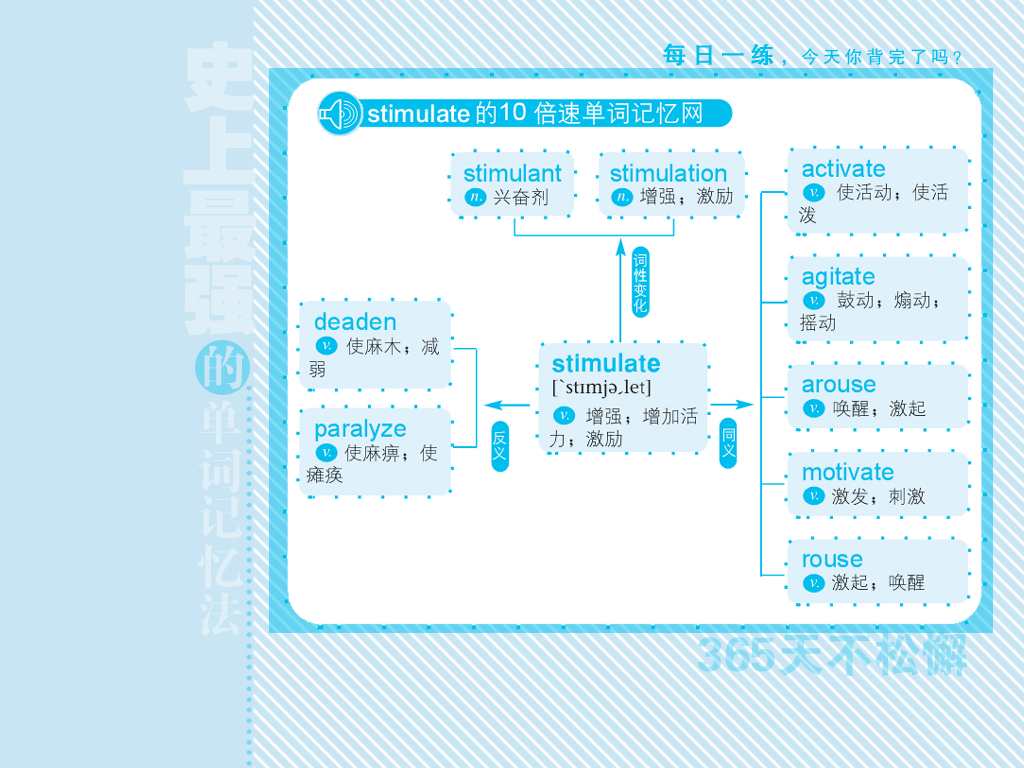 每日一练，今天你背完了吗？
史上最强的单词记忆法
stimulate 的10 倍速单词记忆网
stimulant
n. 兴奋剂
stimulation
n. 增强；激励
词性变化
activate
v. 使活动；使活
泼
agitate
v. 鼓动；煽动；
摇动
arouse
v. 唤醒；激起
motivate
v. 激发；刺激
rouse
v. 激起；唤醒
同义
stimulate
[ˋstɪmjəˏlet]
v. 增强；增加活
力；激励
反义
deaden
v. 使麻木；减
弱
paralyze
v. 使麻痹；使
瘫痪
365天不松懈